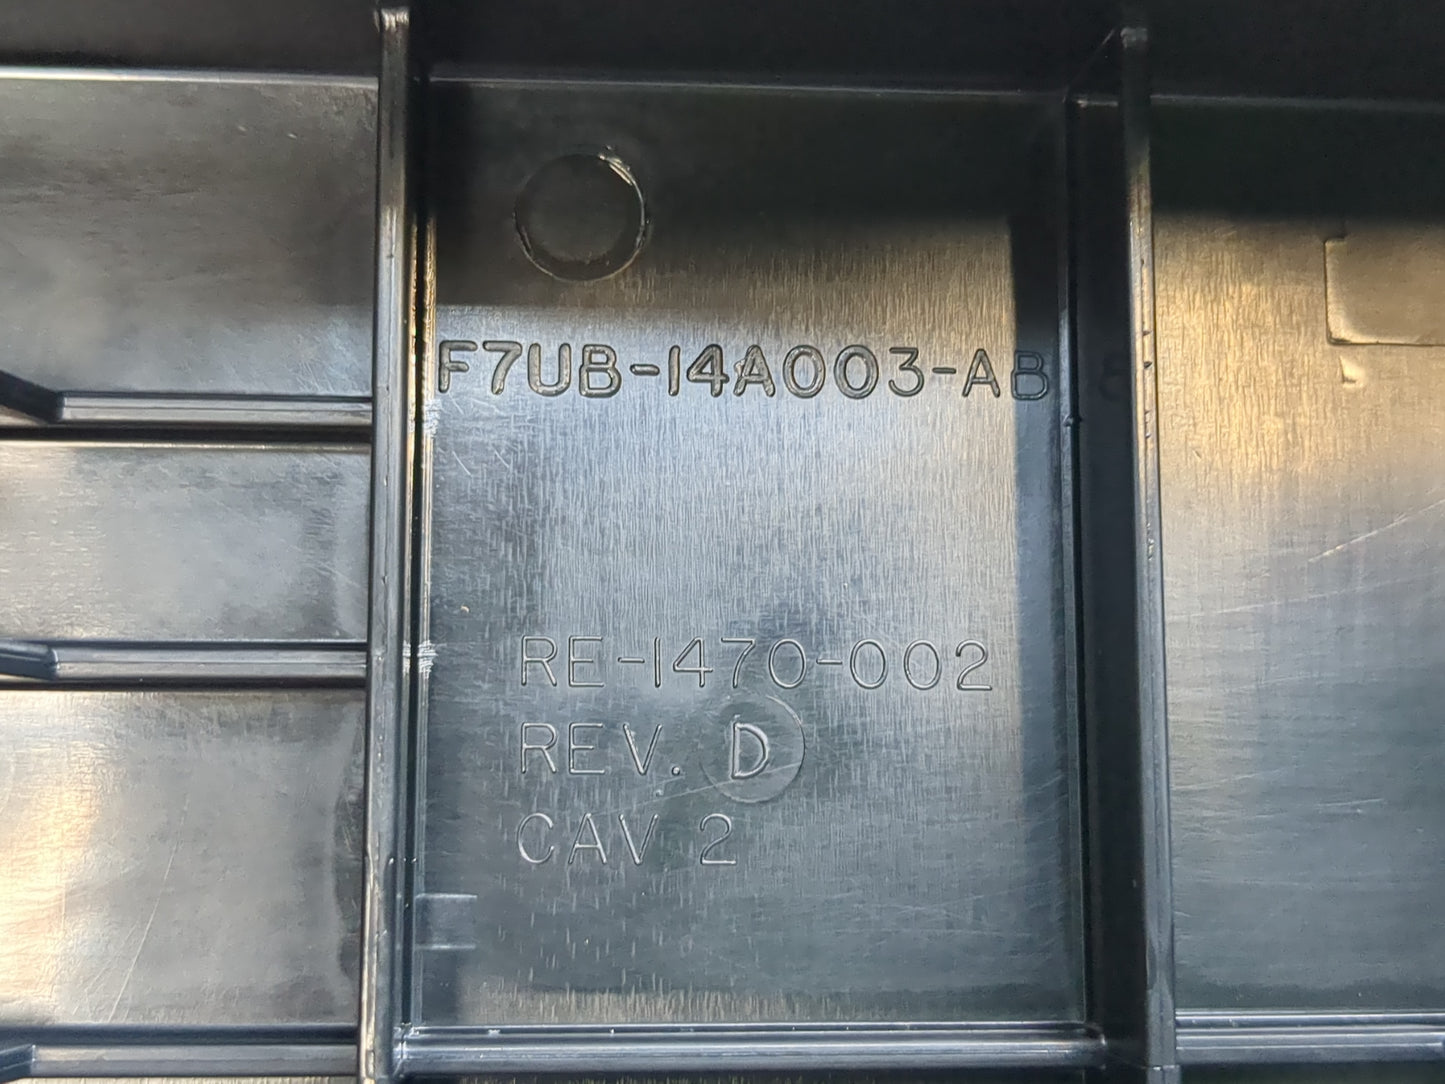 F7UB-14A003-AB
RE-1470-002
REV. D
CAV 2